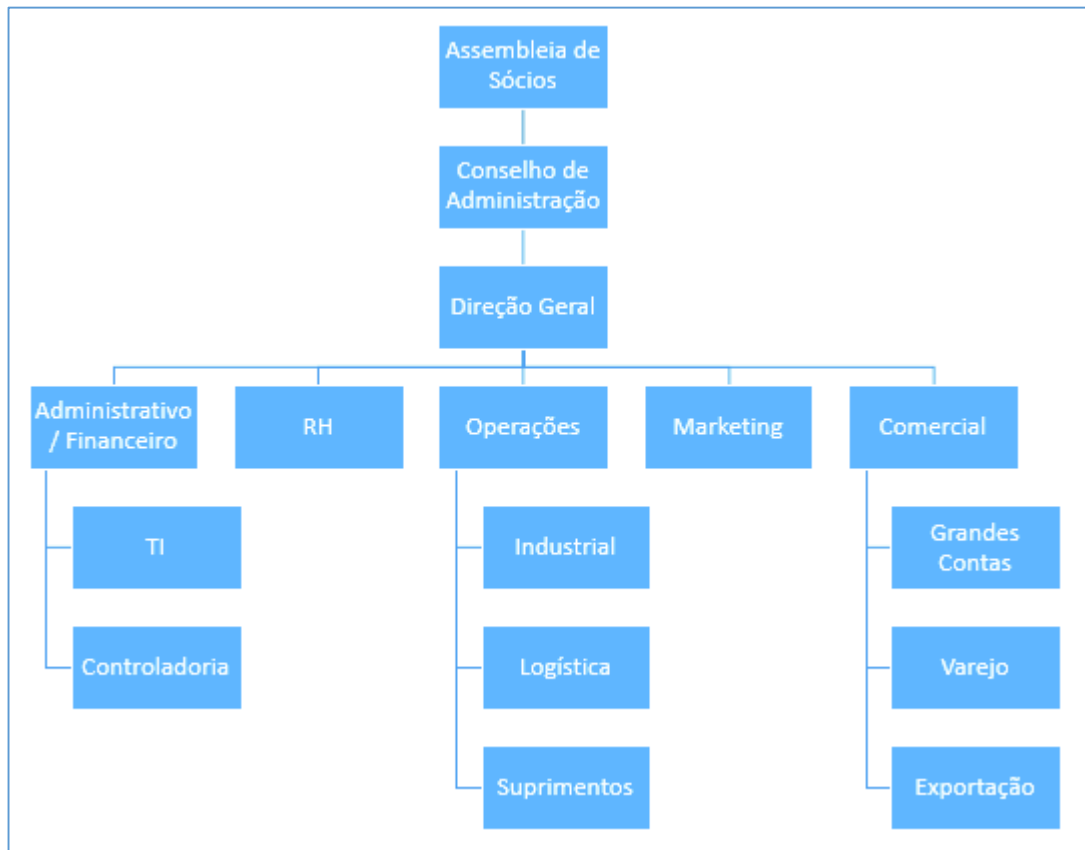 Assembleia de
Sócios
Conselho de
Administração
Direção Geral
Administrativo
/ Financeiro
RH
Operações
Marketing
Comercial
TI
Industrial
Grandes
Contas
Controladoria
Logística
Varejo
Suprimentos
Exportação